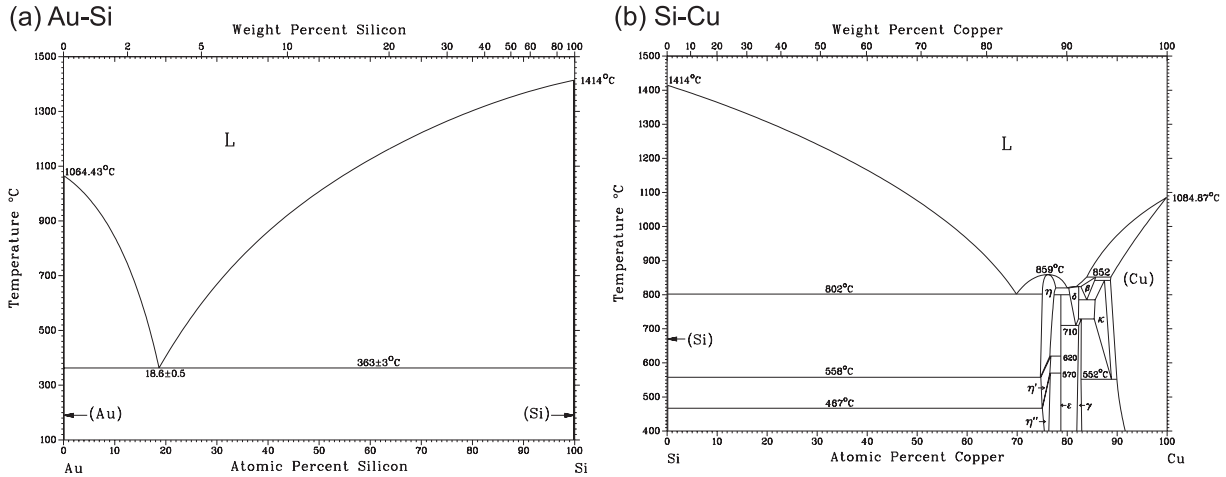 (a) Au-Si
Weight Percent Silicon
0 2 5 10 20 30 40 50 60 70 100
1500
1300
1100
900
700
500
300
100
Temperature °C
L
1414°C
1064.43°C
363±3°C
18.6±0.5
(Au)
(Si)
0 10 20 30 40 50 60 70 80 90 100
Au Atomic Percent Silicon Si
(b) Si-Cu
Weight Percent Copper
0 10 20 30 40 50 60 70 80 90 100
1500
1400
1300
1200
1100
1000
900
800
700
600
500
400
Temperature °C
1414°C
L
1084.87°C
859°C
852
(Cu)
802°C
η δ β
κ
(Si)
710
620
558°C
570
552°C
η'
467°C
ε γ
η''
0 10 20 30 40 50 60 70 80 90 100
Si Atomic Percent Copper Cu